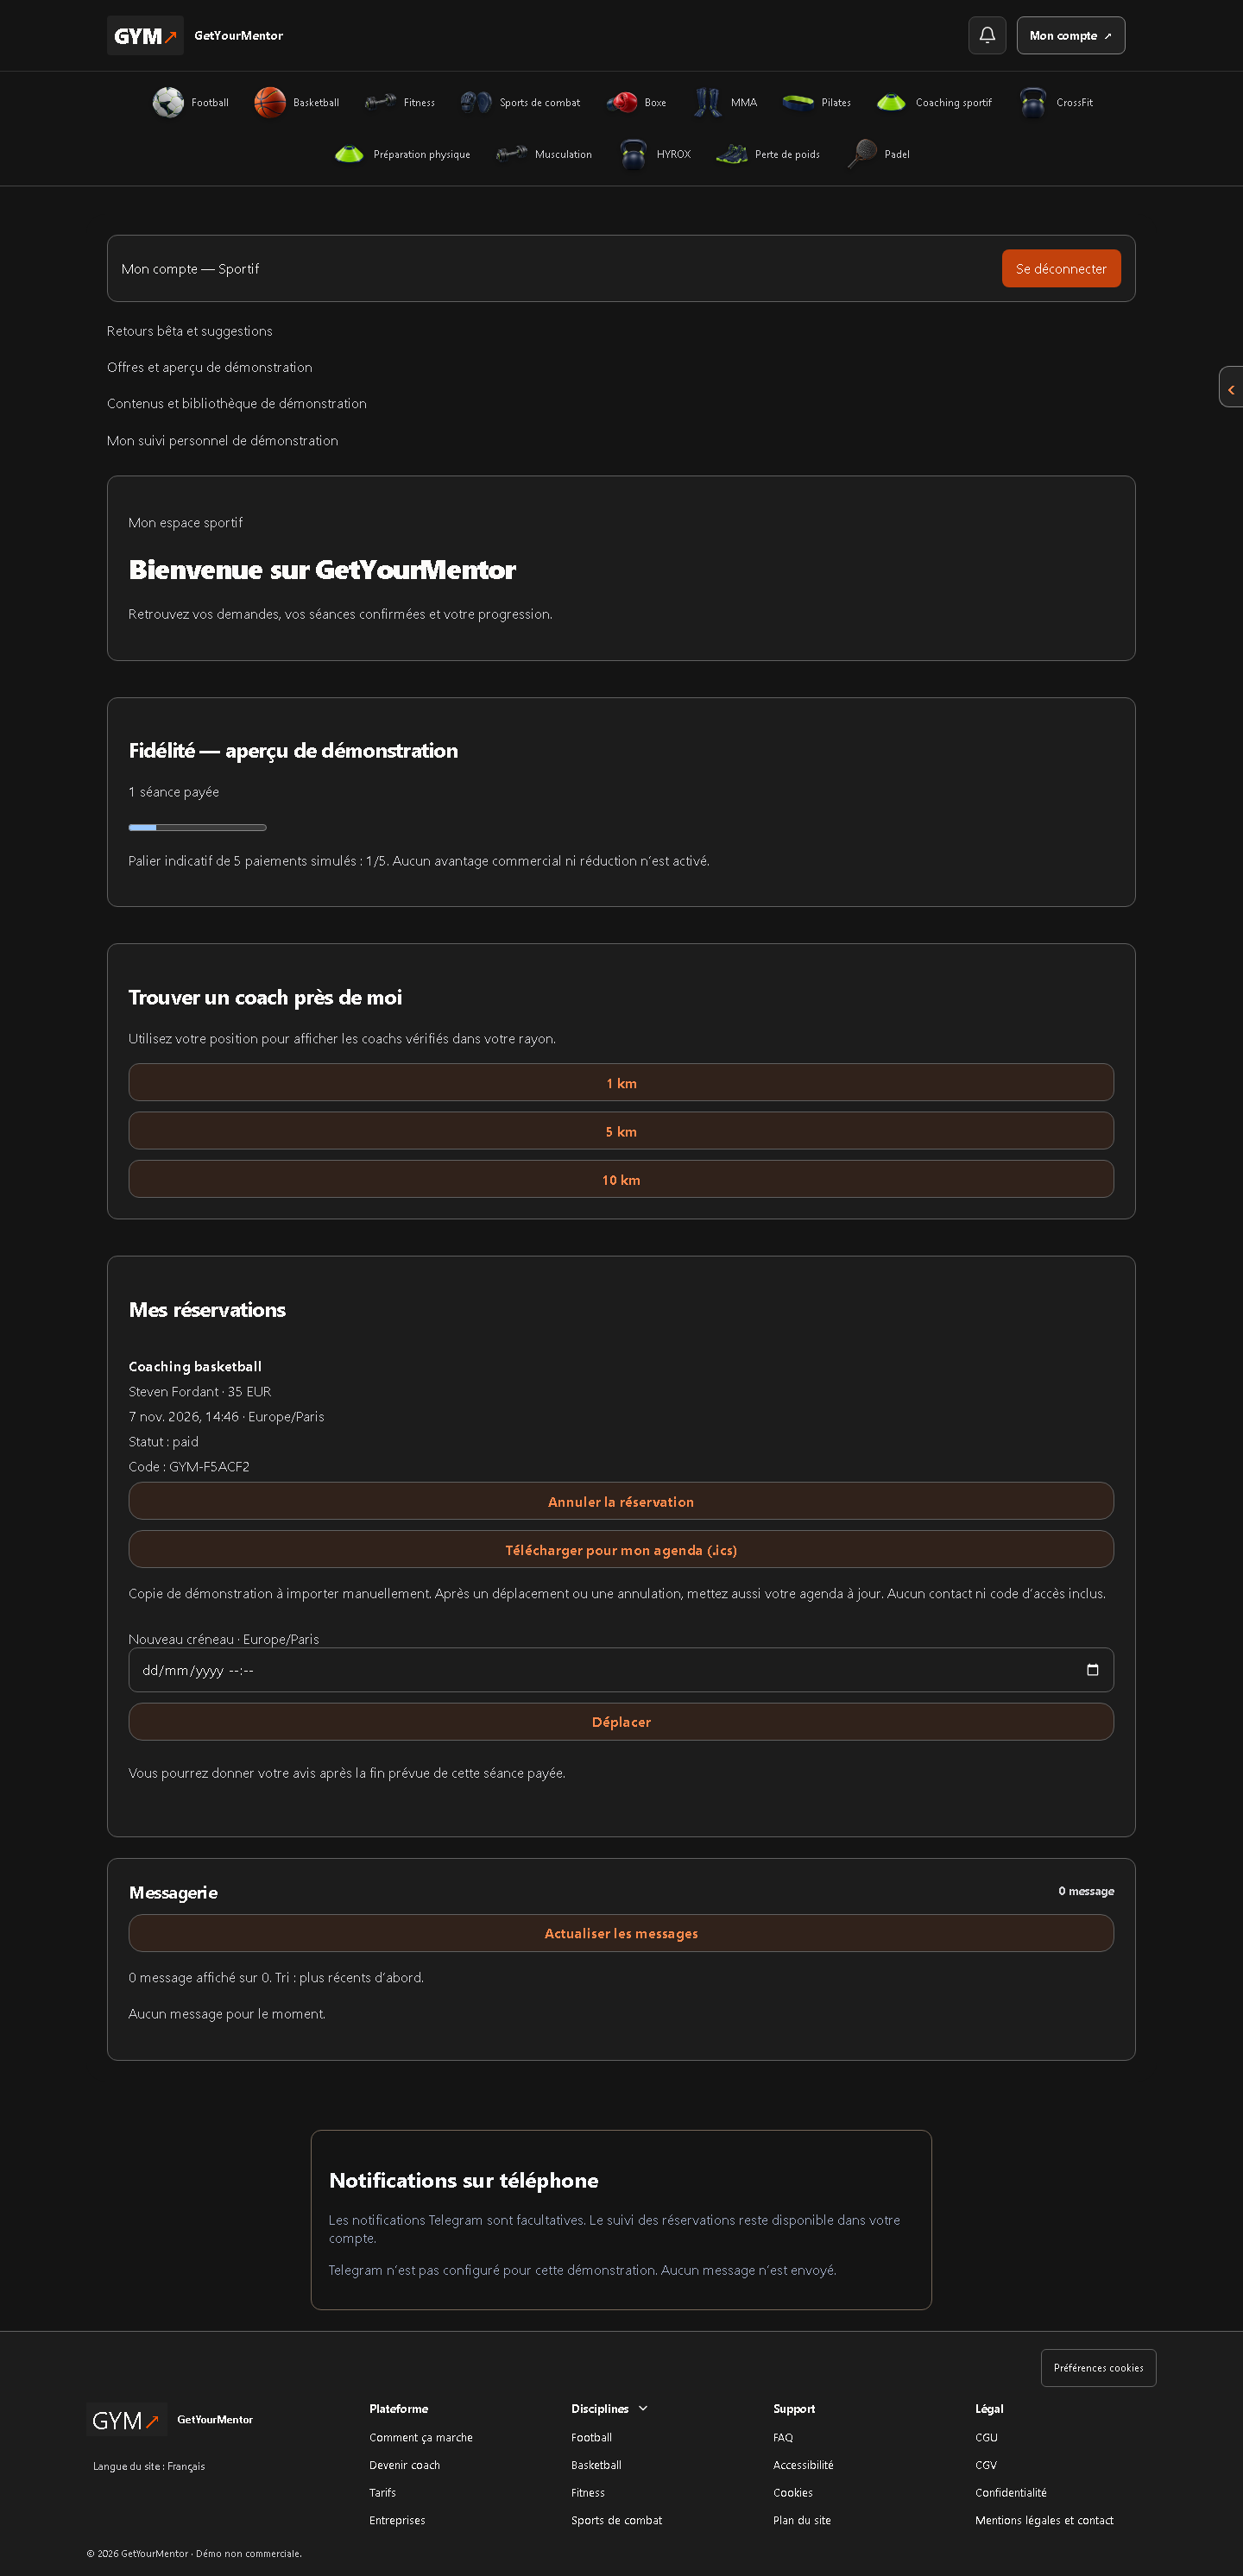 GYM↗ GetYourMentor
Mon compte ↗
Football
Basketball
Fitness
Sports de combat
Boxe
MMA
Pilates
Coaching sportif
CrossFit
Préparation physique
Musculation
HYROX
Perte de poids
Padel
Mon compte — Sportif
Se déconnecter
Retours bêta et suggestions
Offres et aperçu de démonstration
Contenus et bibliothèque de démonstration
Mon suivi personnel de démonstration
Mon espace sportif
Bienvenue sur GetYourMentor
Retrouvez vos demandes, vos séances confirmées et votre progression.
Fidélité — aperçu de démonstration
1 séance payée
Palier indicatif de 5 paiements simulés : 1/5. Aucun avantage commercial ni réduction n’est activé.
Trouver un coach près de moi
Utilisez votre position pour afficher les coachs vérifiés dans votre rayon.
1 km
5 km
10 km
Mes réservations
Coaching basketball
Steven Fordant · 35 EUR
7 nov. 2026, 14:46 · Europe/Paris
Statut : paid
Code : GYM-F5ACF2
Annuler la réservation
Télécharger pour mon agenda (.ics)
Copie de démonstration à importer manuellement. Après un déplacement ou une annulation, mettez aussi votre agenda à jour. Aucun contact ni code d’accès inclus.
Nouveau créneau · Europe/Paris
dd/mm/yyyy --:--
Déplacer
Vous pourrez donner votre avis après la fin prévue de cette séance payée.
Messagerie
0 message
Actualiser les messages
0 message affiché sur 0. Tri : plus récents d’abord.
Aucun message pour le moment.
Notifications sur téléphone
Les notifications Telegram sont facultatives. Le suivi des réservations reste disponible dans votre
compte.
Telegram n’est pas configuré pour cette démonstration. Aucun message n’est envoyé.
Préférences cookies
GYM↗ GetYourMentor
Langue du site : Français
Plateforme
Comment ça marche
Devenir coach
Tarifs
Entreprises
Disciplines
Football
Basketball
Fitness
Sports de combat
Support
FAQ
Accessibilité
Cookies
Plan du site
Légal
CGU
CGV
Confidentialité
Mentions légales et contact
© 2026 GetYourMentor · Démo non commerciale.